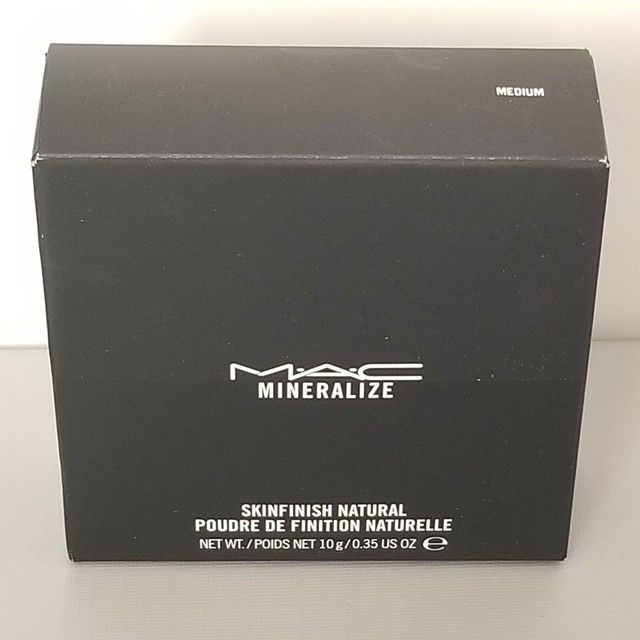 MEDIUM
M·A·C
MINERALIZE
SKINFINISH NATURAL
POUDRE DE FINITION NATURELLE
NET WT./POIDS NET 10 g/0.35 US OZ ℮